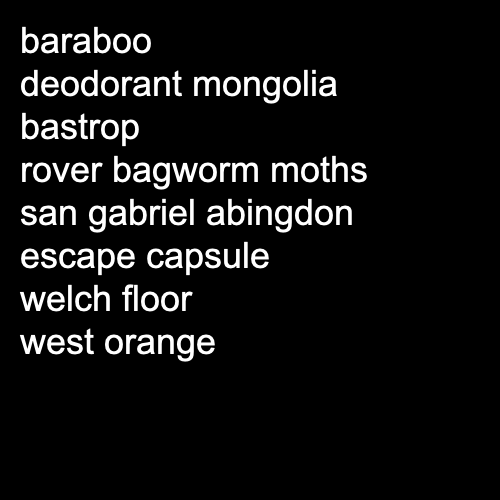 baraboo
deodorant mongolia
bastrop
rover bagworm moths
san gabriel abingdon
escape capsule
welch floor
west orange